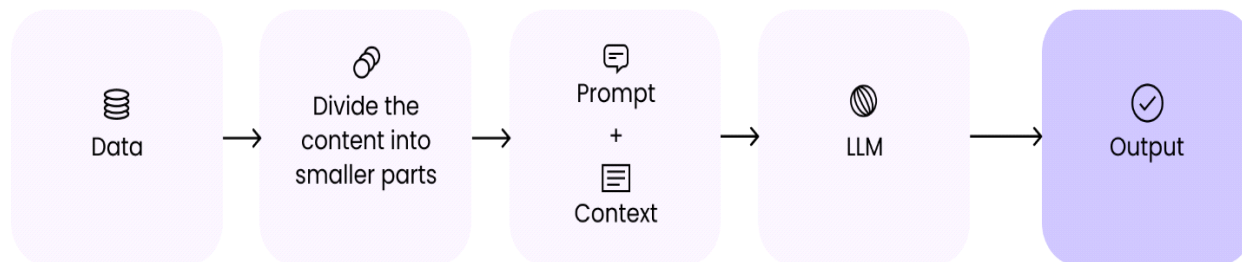 Data
Divide the
content into
smaller parts
Prompt
+
Context
LLM
Output